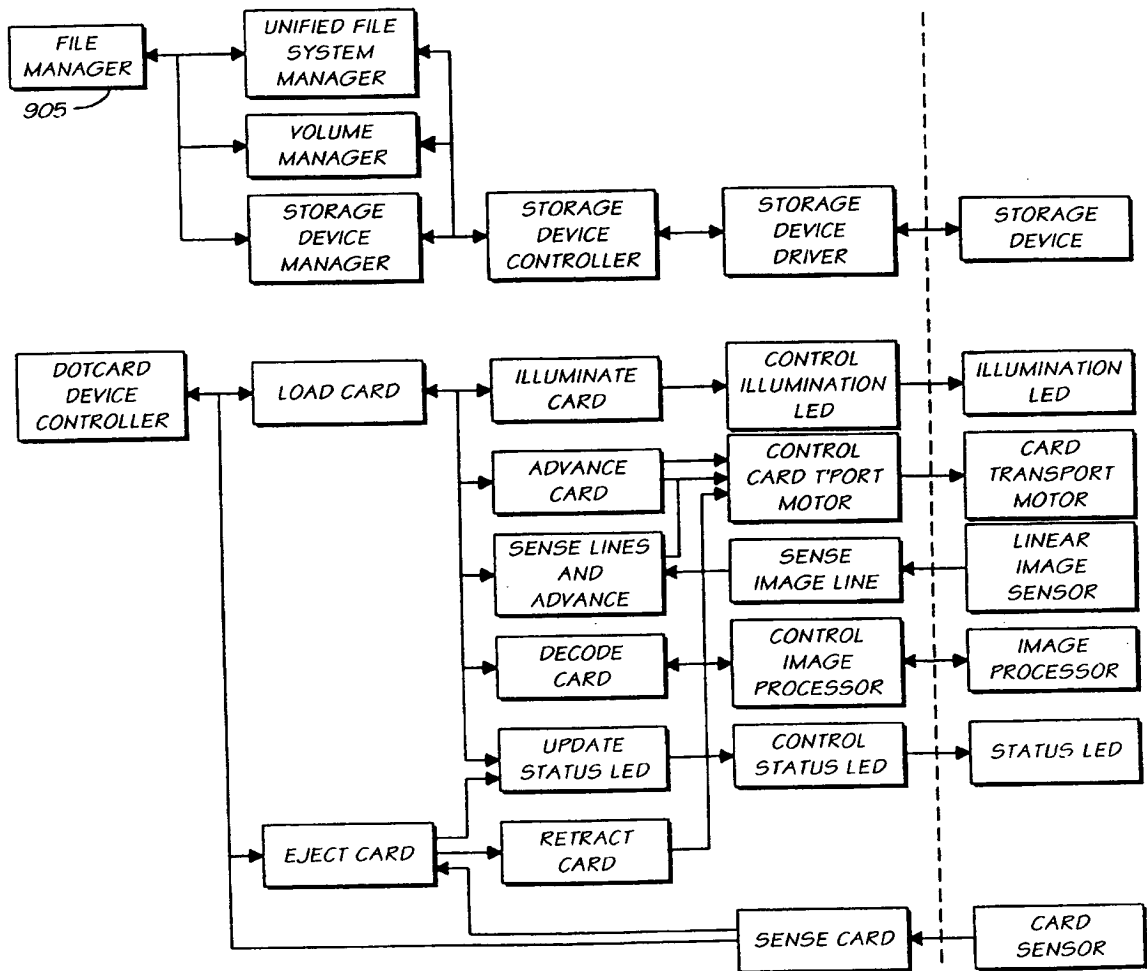 FILE
MANAGER
905
UNIFIED FILE
SYSTEM
MANAGER
VOLUME
MANAGER
STORAGE
DEVICE
MANAGER
STORAGE
DEVICE
CONTROLLER
STORAGE
DEVICE
DRIVER
STORAGE
DEVICE
DOTCARD
DEVICE
CONTROLLER
LOAD CARD
ILLUMINATE
CARD
CONTROL
ILLUMINATION
LED
ILLUMINATION
LED
ADVANCE
CARD
CONTROL
CARD T'PORT
MOTOR
CARD
TRANSPORT
MOTOR
SENSE LINES
AND
ADVANCE
SENSE
IMAGE LINE
LINEAR
IMAGE
SENSOR
DECODE
CARD
CONTROL
IMAGE
PROCESSOR
IMAGE
PROCESSOR
UPDATE
STATUS LED
CONTROL
STATUS LED
STATUS LED
EJECT CARD
RETRACT
CARD
SENSE CARD
CARD
SENSOR